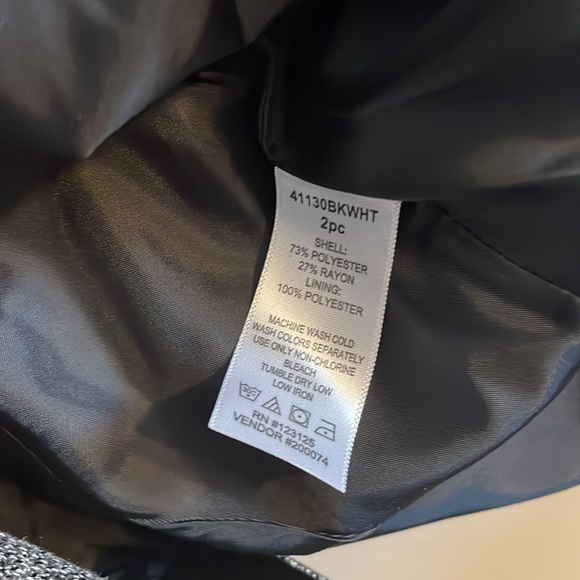 41130BKWHT
2pc
SHELL:
73% POLYESTER
27% RAYON
LINING:
100% POLYESTER
MACHINE WASH COLD
WASH COLORS SEPARATELY
USE ONLY NON-CHLORINE
BLEACH
TUMBLE DRY LOW
LOW IRON
RN #123125
VENDOR #200074